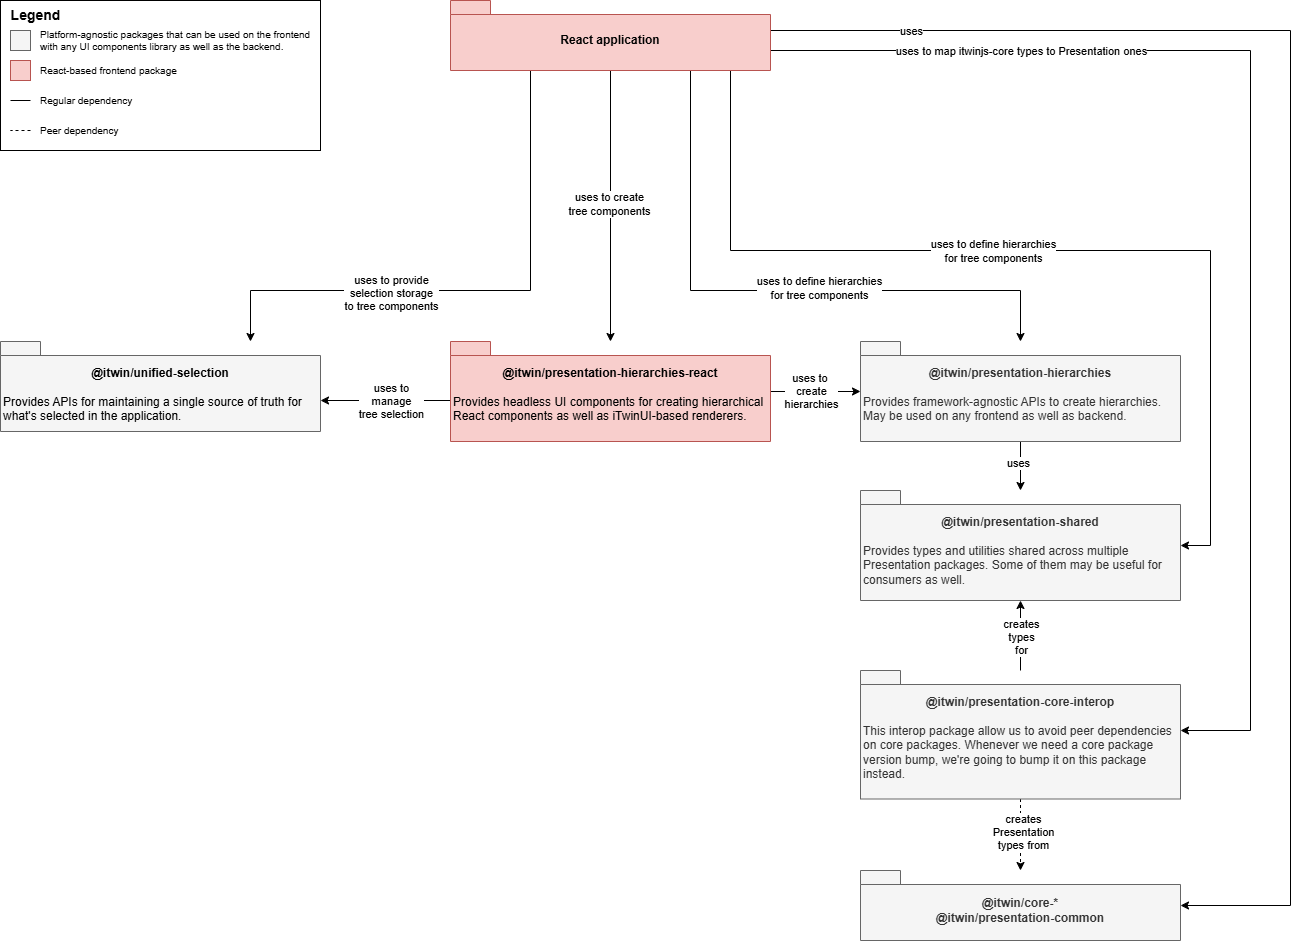 Legend
Platform-agnostic packages that can be used on the frontend
with any UI components library as well as the backend.
React-based frontend package
Regular dependency
Peer dependency
React application
uses
uses to map itwinjs-core types to Presentation ones
uses to create
tree components
uses to define hierarchies
for tree components
uses to provide
selection storage
to tree components
uses to define hierarchies
for tree components
@itwin/unified-selection
Provides APIs for maintaining a single source of truth for
what's selected in the application.
uses to
manage
tree selection
@itwin/presentation-hierarchies-react
Provides headless UI components for creating hierarchical
React components as well as iTwinUI-based renderers.
uses to
create
hierarchies
@itwin/presentation-hierarchies
Provides framework-agnostic APIs to create hierarchies.
May be used on any frontend as well as backend.
uses
@itwin/presentation-shared
Provides types and utilities shared across multiple
Presentation packages. Some of them may be useful for
consumers as well.
creates
types
for
@itwin/presentation-core-interop
This interop package allow us to avoid peer dependencies
on core packages. Whenever we need a core package
version bump, we're going to bump it on this package
instead.
creates
Presentation
types from
@itwin/core-*
@itwin/presentation-common